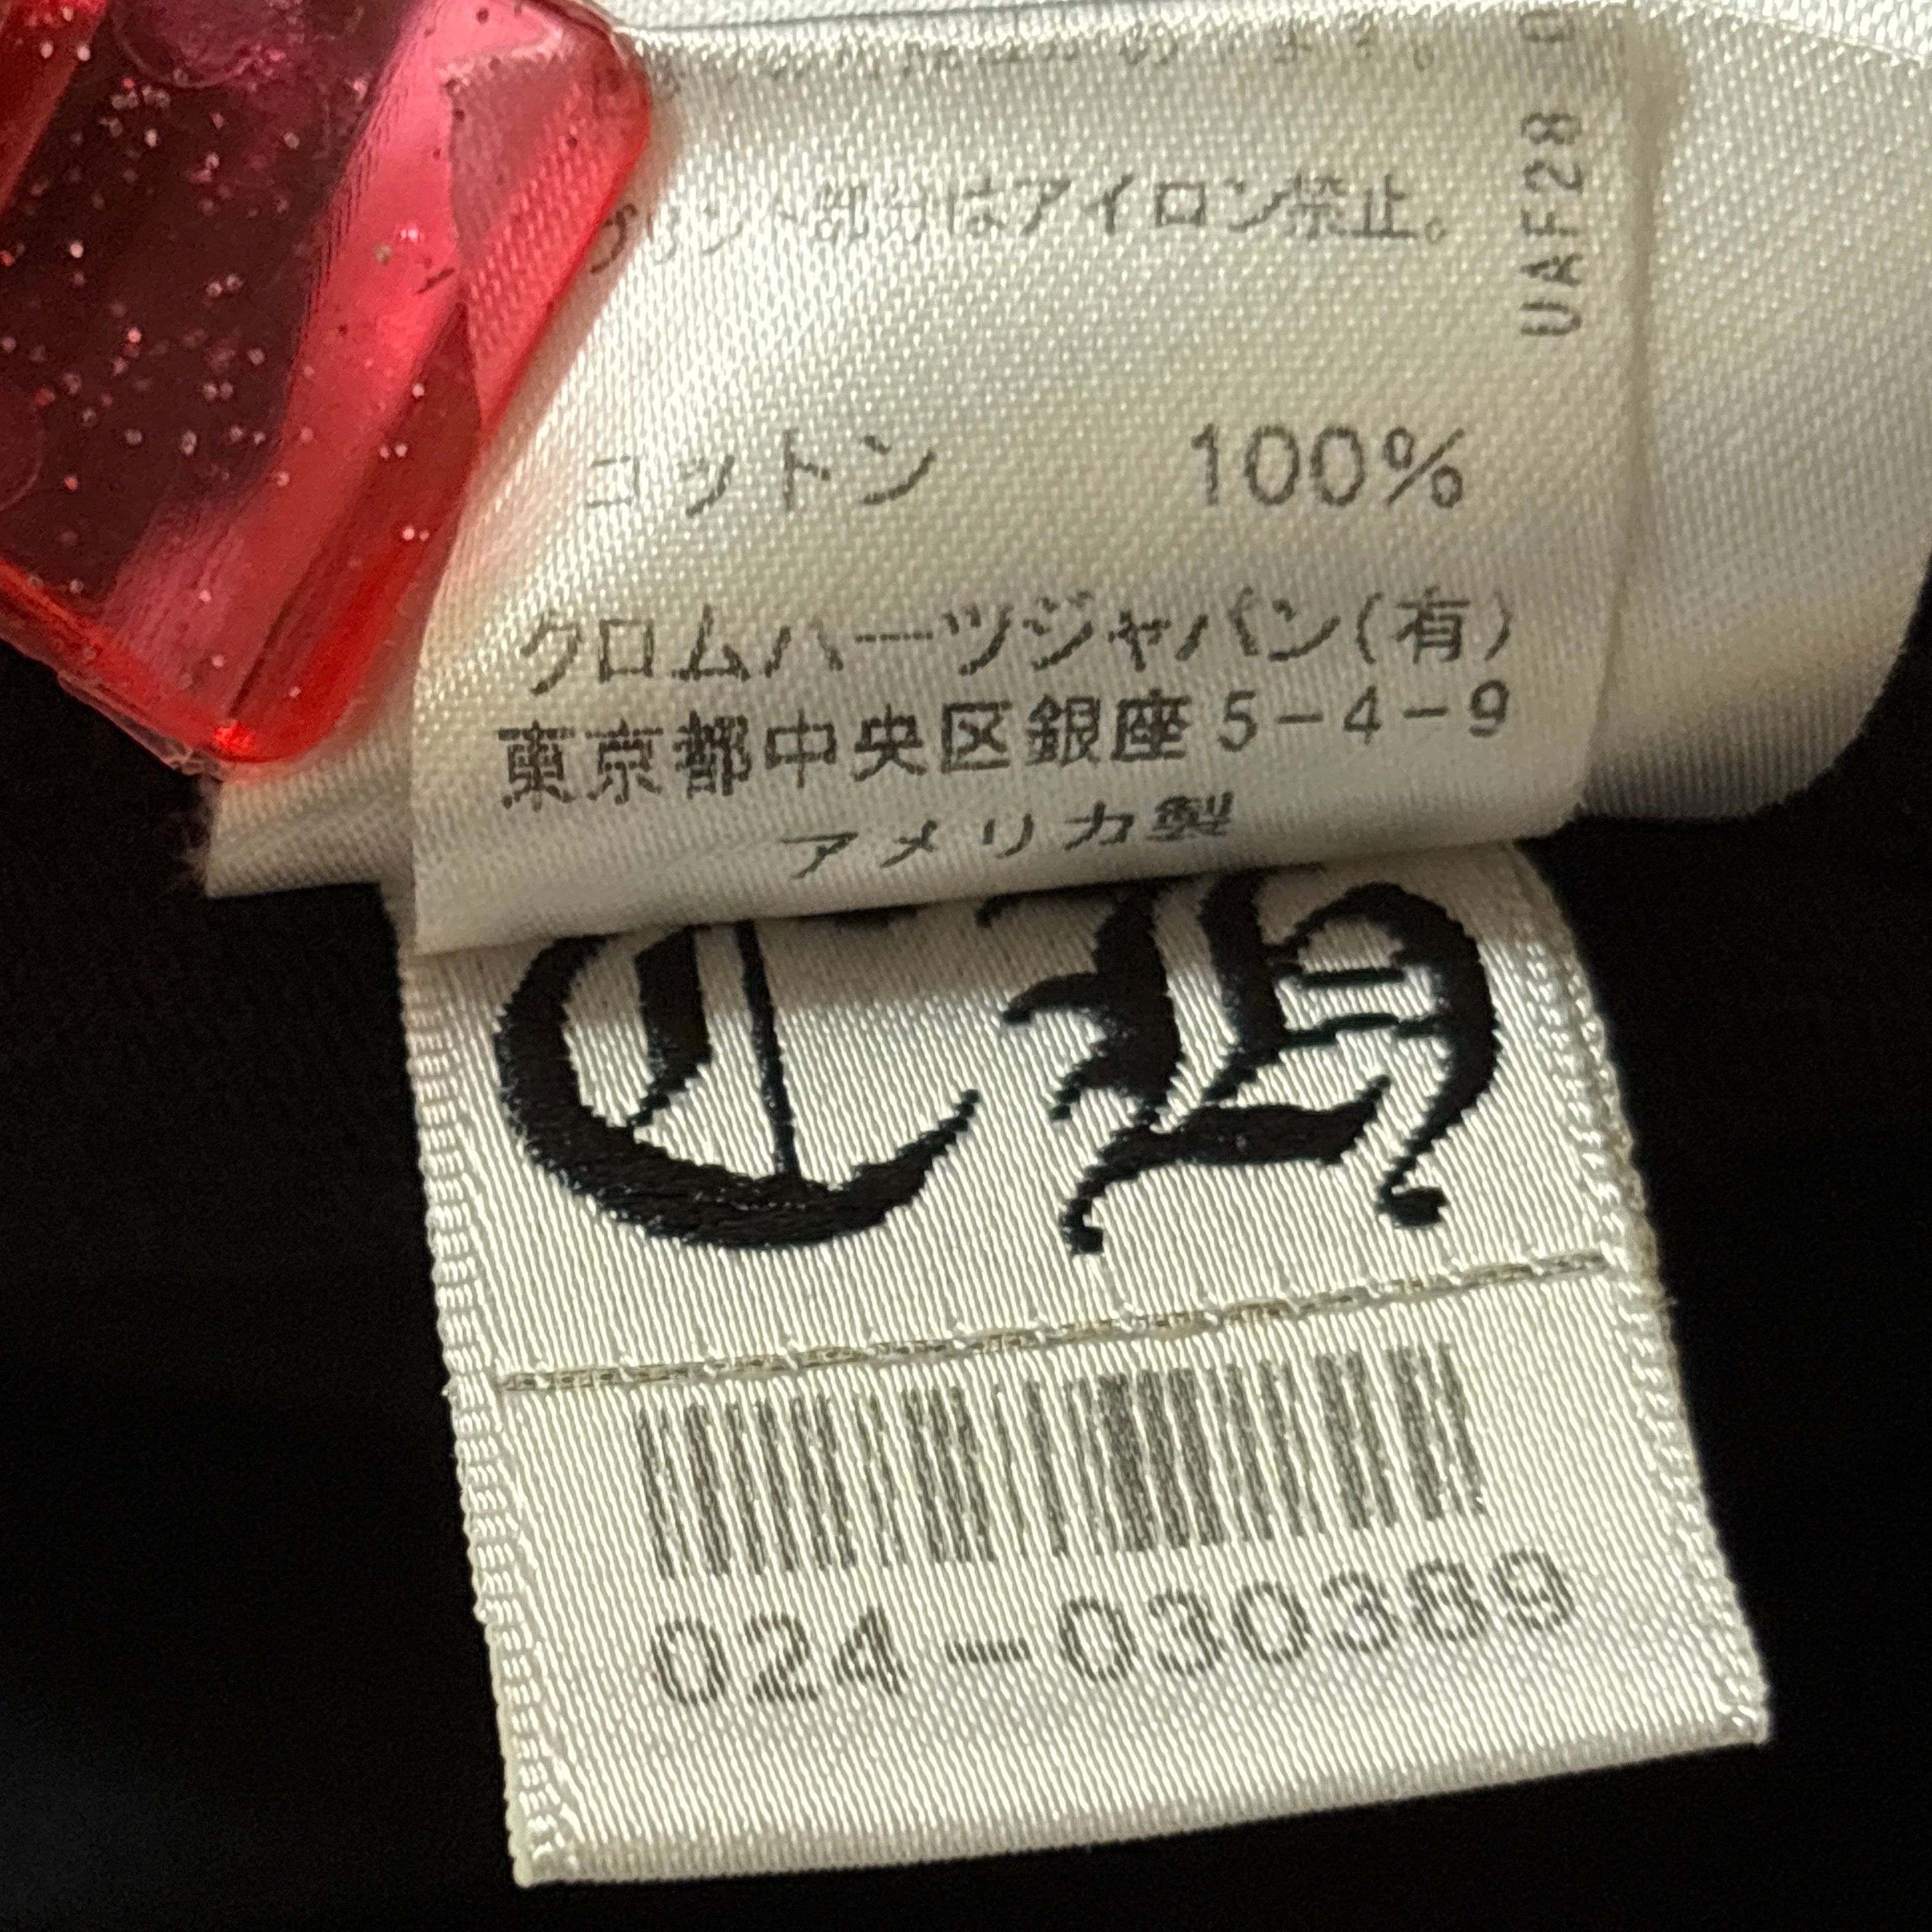 プリント部分はアイロン禁止。
UAF28
コットン 100%
クロムハーツジャパン(有)
東京都中央区銀座5-4-9
アメリカ製
CH
024-030389